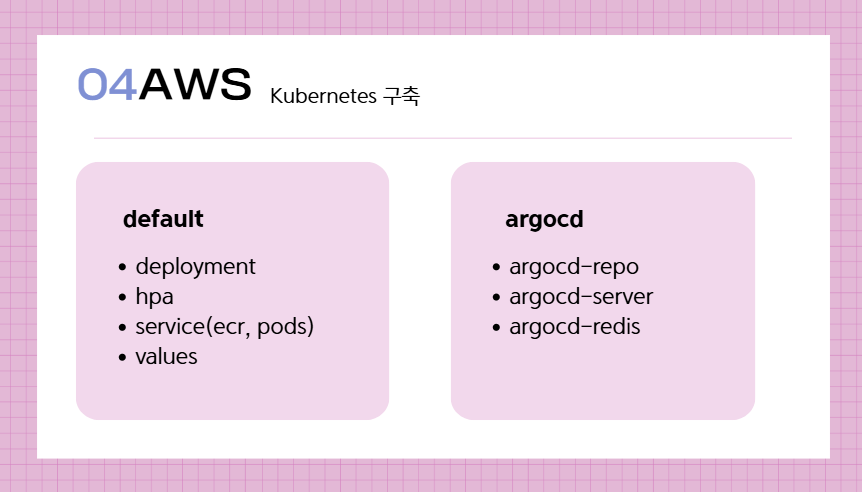 04AWS Kubernetes 구축
default
• deployment
• hpa
• service(ecr, pods)
• values
argocd
• argocd-repo
• argocd-server
• argocd-redis